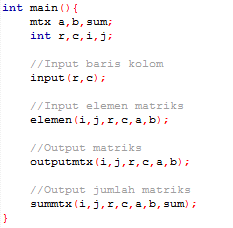 int main(){
mtx a,b,sum;
int r,c,i,j;
//Input baris kolom
input(r,c);
//Input elemen matriks
elemen(i,j,r,c,a,b);
//Output matriks
outputmtx(i,j,r,c,a,b);
//Output jumlah matriks
summtx(i,j,r,c,a,b,sum);
}